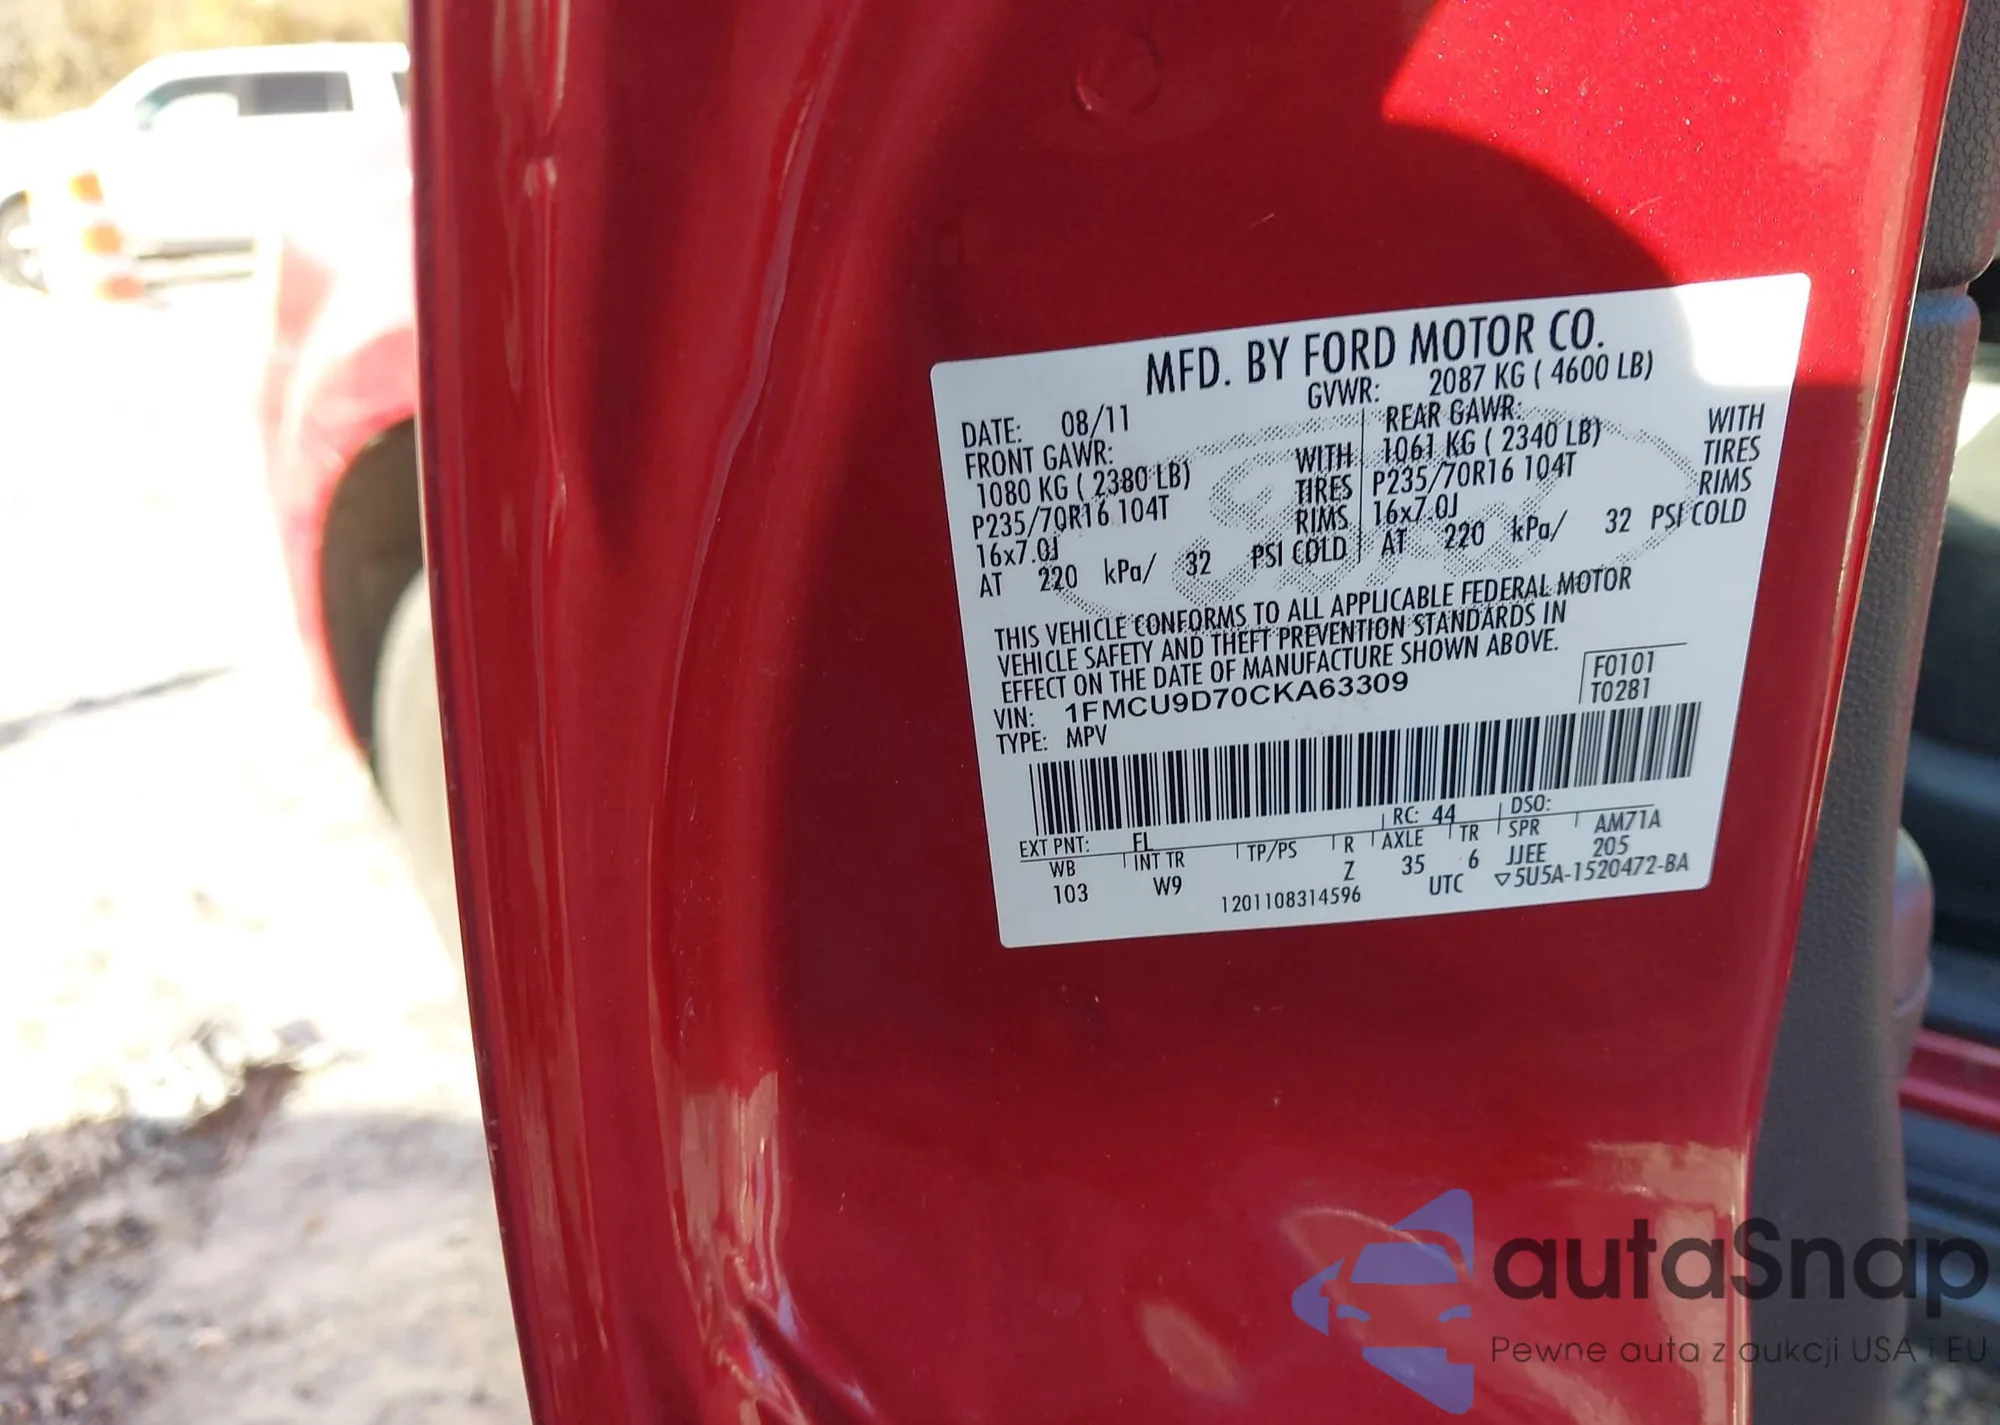 MFD. BY FORD MOTOR CO.
DATE: 08/11 GVWR: 2087 KG ( 4600 LB)
FRONT GAWR: REAR GAWR:
1080 KG ( 2380 LB) WITH 1061 KG ( 2340 LB) WITH
P235/70R16 104T TIRES P235/70R16 104T TIRES
16x7.0J RIMS 16x7.0J RIMS
AT 220 kPa/ 32 PSI COLD AT 220 kPa/ 32 PSI COLD
THIS VEHICLE CONFORMS TO ALL APPLICABLE FEDERAL MOTOR
VEHICLE SAFETY AND THEFT PREVENTION STANDARDS IN
EFFECT ON THE DATE OF MANUFACTURE SHOWN ABOVE.
VIN: 1FMCU9D70CKA63309 F0101
TYPE: MPV T0281
EXT PNT: FL RC: 44 DSO:
WB INT TR TP/PS R AXLE TR SPR AM71A
103 W9 Z 35 6 JJEE 205
1201108314596 UTC ▽5U5A-1520472-BA
autaSnap
Pewne auta z aukcji USA i EU